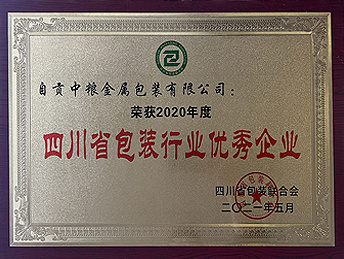 自贡中粮金属包装有限公司：
荣获2020年度
四川省包装行业优秀企业
四川省包装联合会
二〇二一年五月